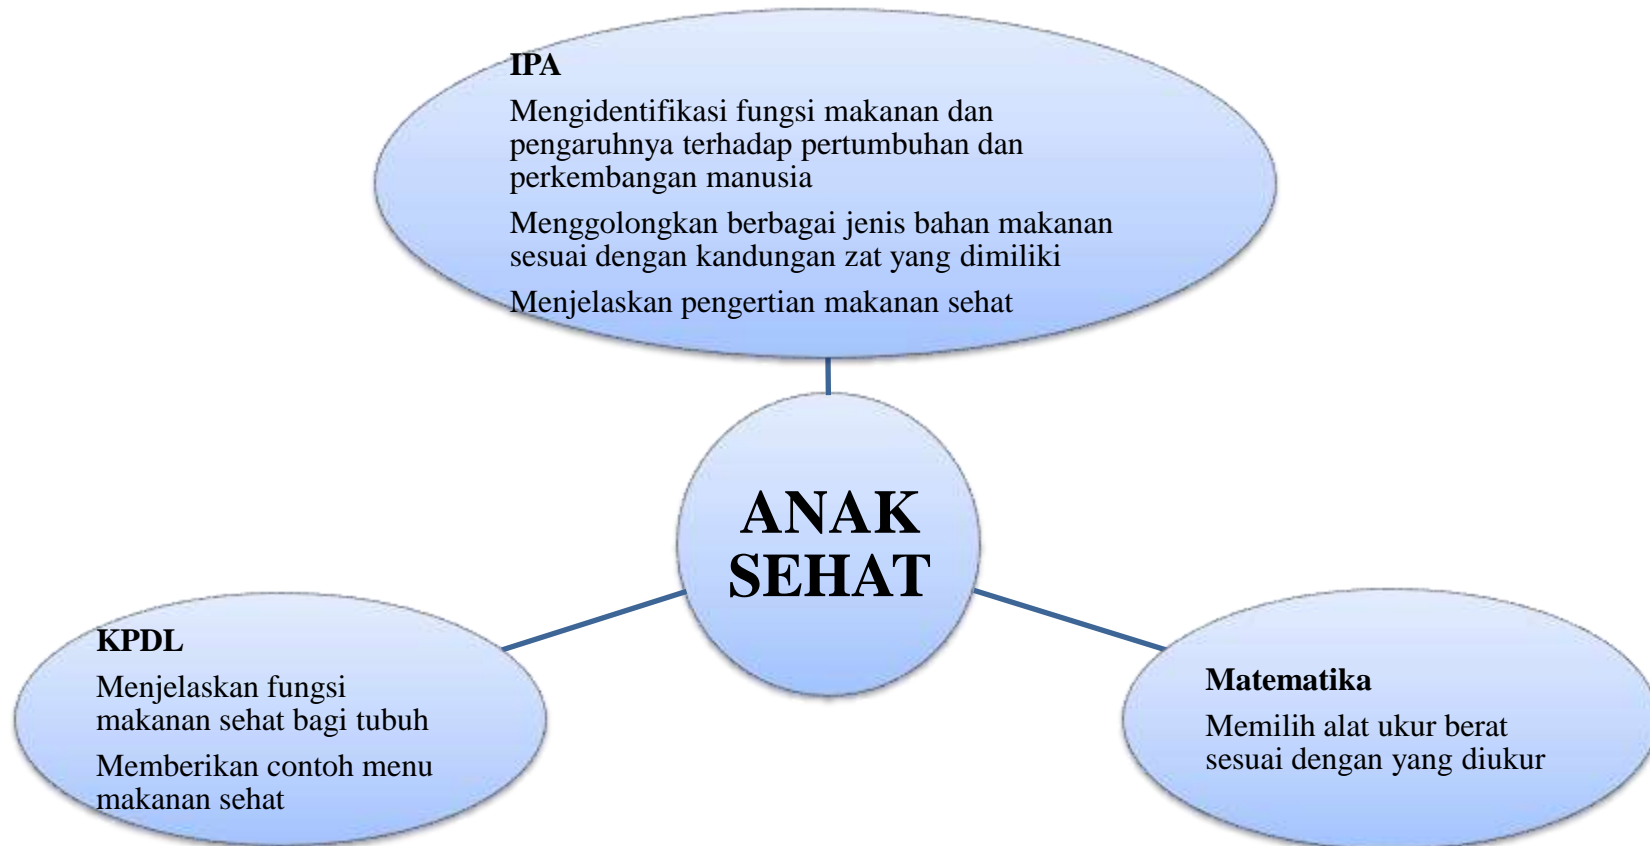 IPA
Mengidentifikasi fungsi makanan dan
pengaruhnya terhadap pertumbuhan dan
perkembangan manusia
Menggolongkan berbagai jenis bahan makanan
sesuai dengan kandungan zat yang dimiliki
Menjelaskan pengertian makanan sehat
ANAK
SEHAT
KPDL
Menjelaskan fungsi
makanan sehat bagi tubuh
Memberikan contoh menu
makanan sehat
Matematika
Memilih alat ukur berat
sesuai dengan yang diukur